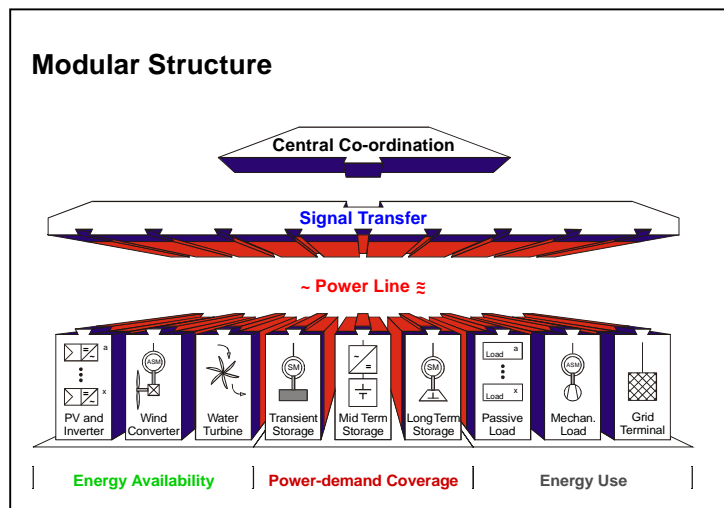 Modular Structure
Central Co-ordination
Signal Transfer
~ Power Line ≋
= ~ a
= ~ x
PV and
Inverter
ASM
Wind
Converter
Water
Turbine
SM
Transient
Storage
~ =
Mid Term
Storage
SM
Long Term
Storage
Load a
Load x
Passive
Load
ASM
Mechan.
Load
Grid
Terminal
Energy Availability
Power-demand Coverage
Energy Use